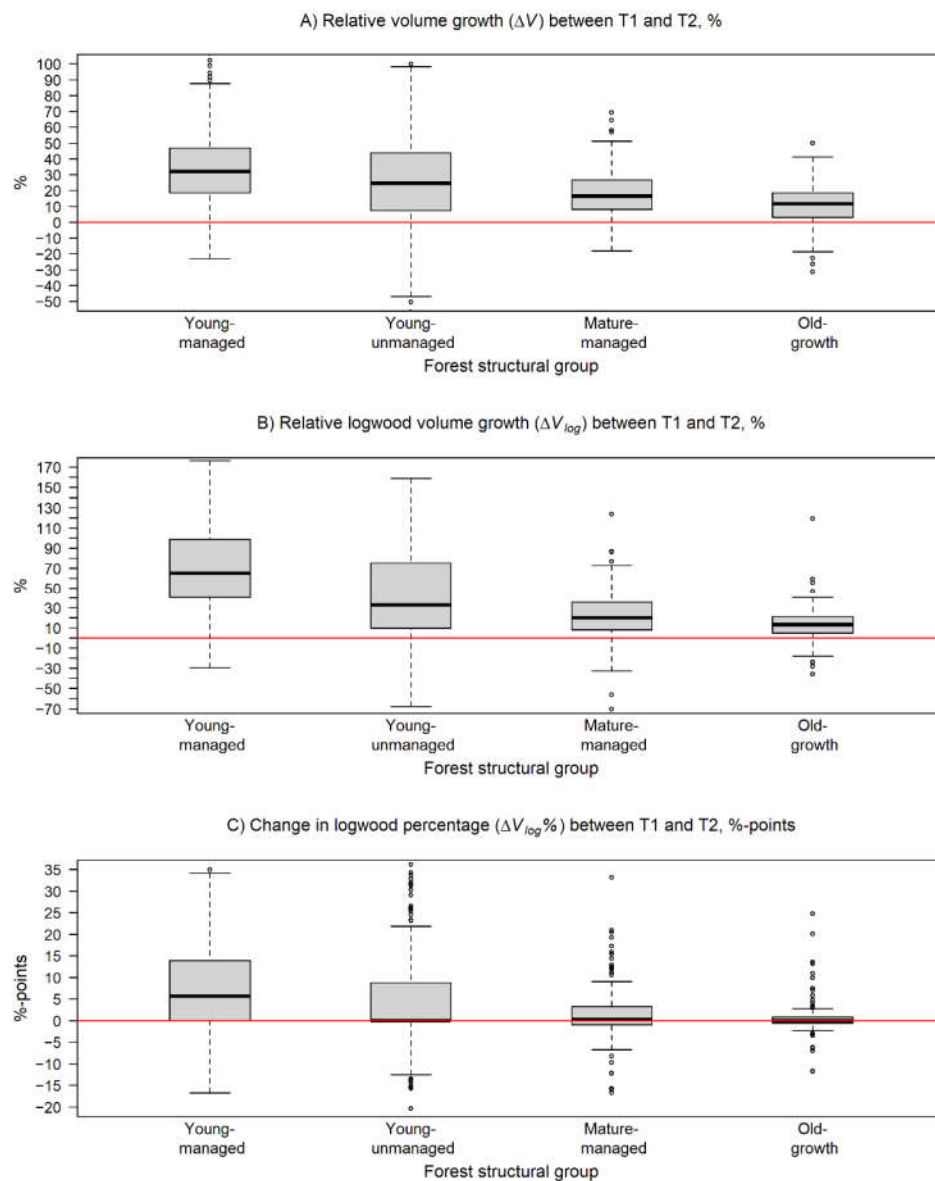 A) Relative volume growth (ΔV) between T1 and T2, %
100
90
80
70
60
50
40
30
20
10
0
−10
−20
−30
−40
−50
%
Young-
managed
Young-
unmanaged
Mature-
managed
Old-
growth
Forest structural group
B) Relative logwood volume growth (ΔVlog) between T1 and T2, %
170
150
130
110
90
70
50
30
10
−10
−30
−50
−70
%
Young-
managed
Young-
unmanaged
Mature-
managed
Old-
growth
Forest structural group
C) Change in logwood percentage (ΔVlog%) between T1 and T2, %-points
35
30
25
20
15
10
5
0
−5
−10
−15
−20
%-points
Young-
managed
Young-
unmanaged
Mature-
managed
Old-
growth
Forest structural group